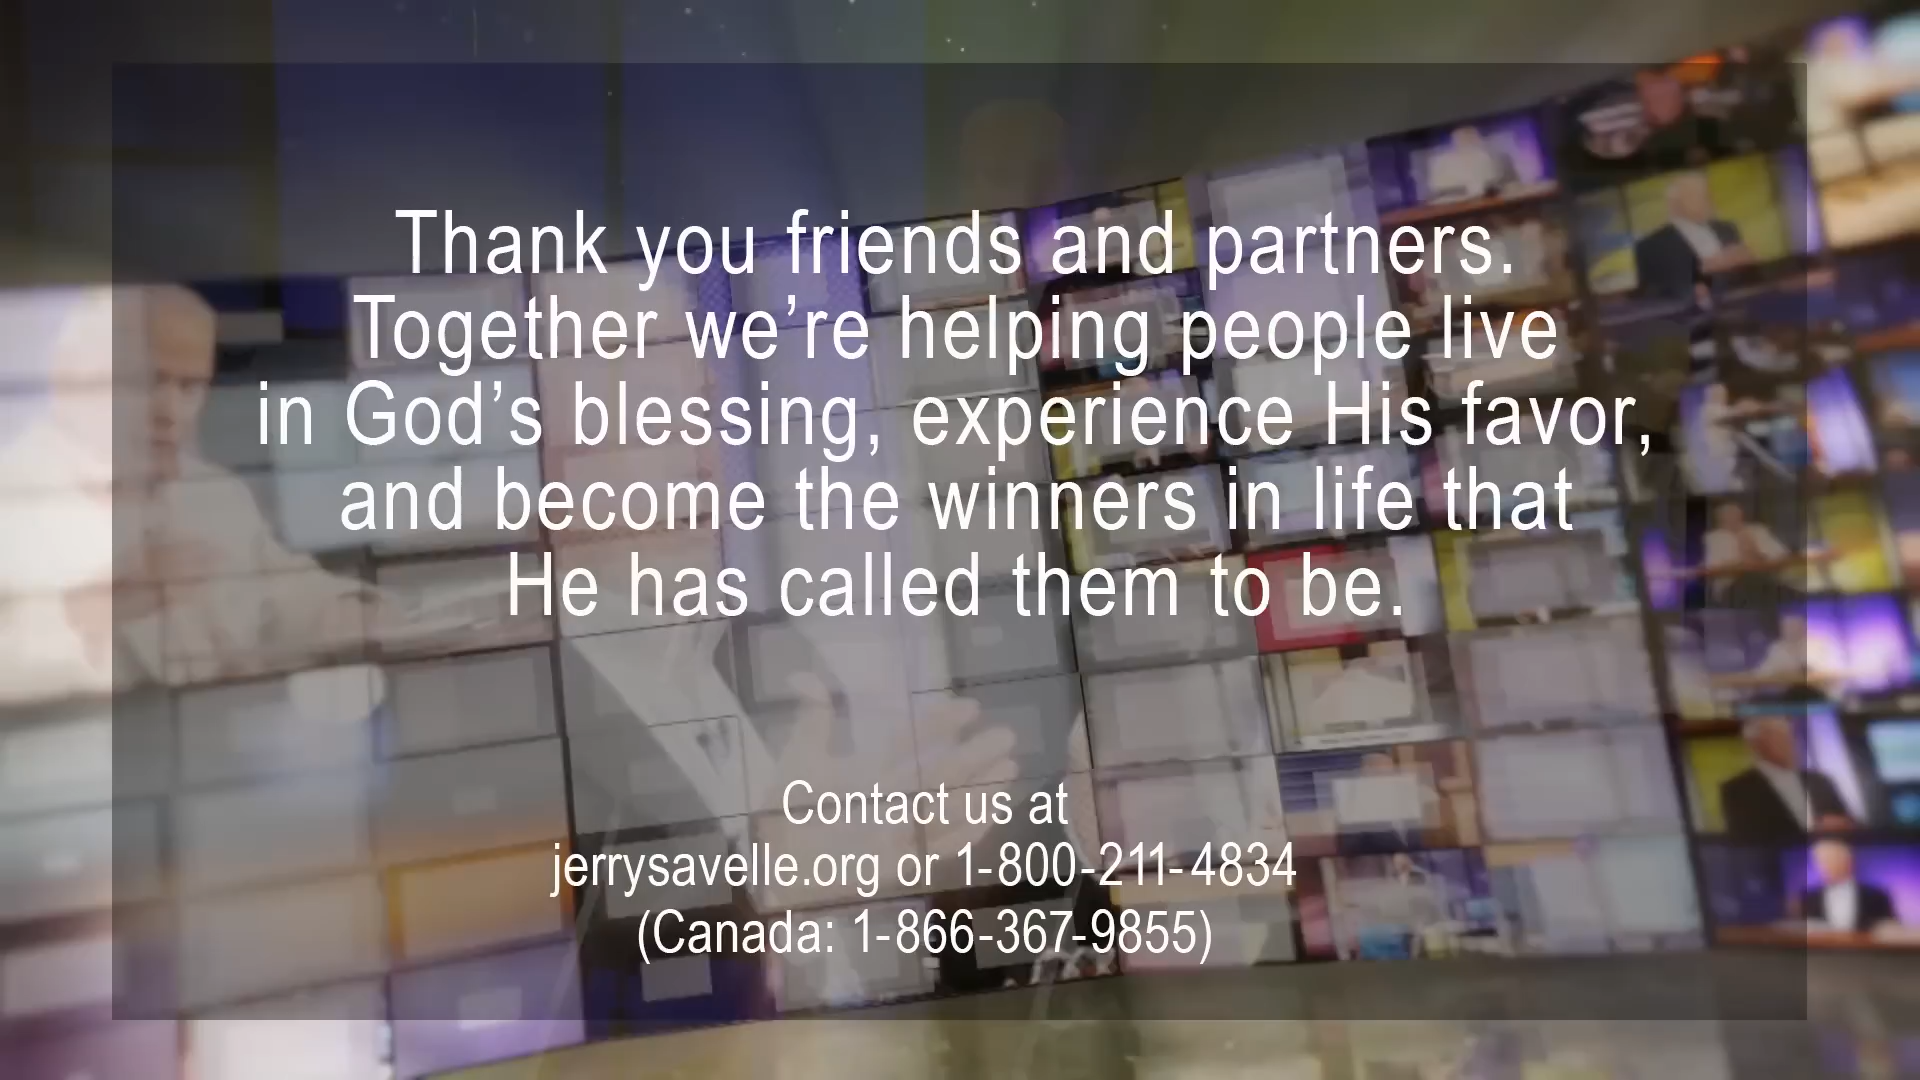 Thank you friends and partners.
Together we’re helping people live
in God’s blessing, experience His favor,
and become the winners in life that
He has called them to be.
Contact us at
jerrysavelle.org or 1-800-211-4834
(Canada: 1-866-367-9855)